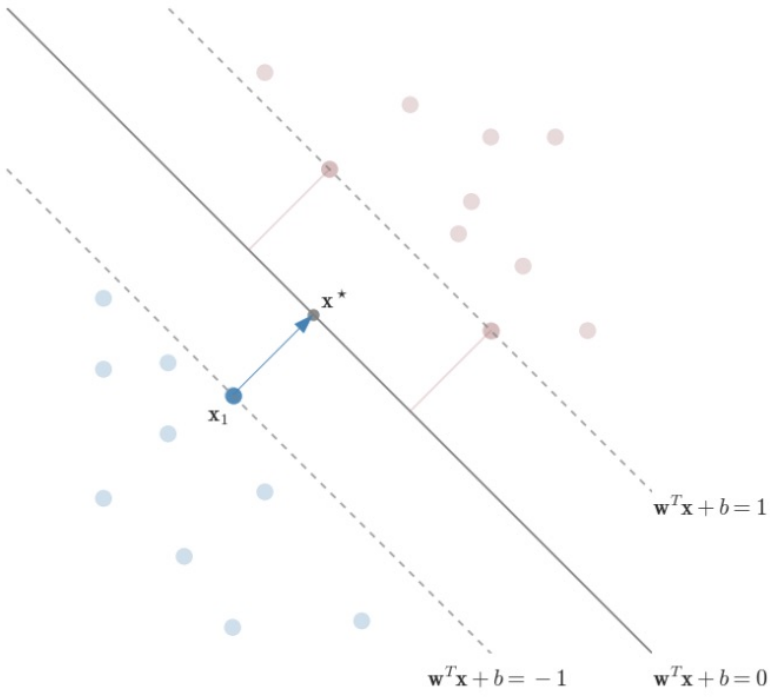 x*
x₁
wᵀx + b = 1
wᵀx + b = −1
wᵀx + b = 0